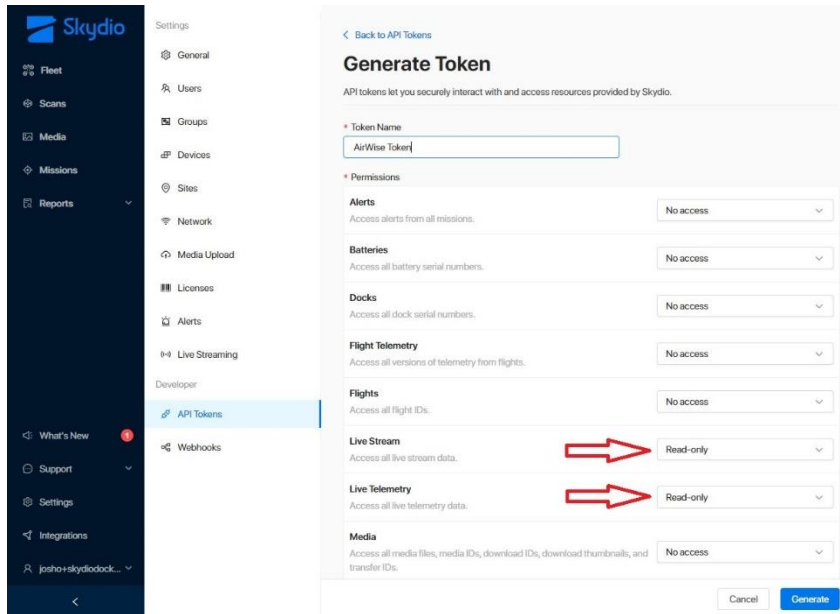 Skydio
Fleet
Scans
Media
Missions
Reports
What's New
1
Support
Settings
Integrations
josho+skydiodock...
Settings
General
Users
Groups
Devices
Sites
Network
Media Upload
Licenses
Alerts
Live Streaming
Developer
API Tokens
Webhooks
Back to API Tokens
Generate Token
API tokens let you securely interact with and access resources provided by Skydio.
* Token Name
AirWise Token
* Permissions
Alerts
Access alerts from all missions.
No access
Batteries
Access all battery serial numbers.
No access
Docks
Access all dock serial numbers.
No access
Flight Telemetry
Access all versions of telemetry from flights.
No access
Flights
Access all flight IDs.
No access
Live Stream
Access all live stream data.
Read-only
Live Telemetry
Access all live telemetry data.
Read-only
Media
Access all media files, media IDs, download IDs, download thumbnails, and
transfer IDs.
No access
Cancel
Generate